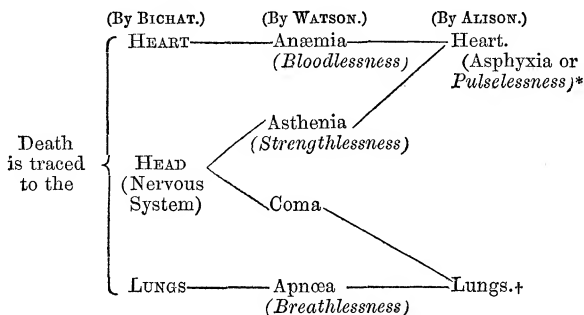 (By BICHAT.) (By WATSON.) (By ALISON.)
HEART Anæmia Heart.
(Bloodlessness) (Asphyxia or
Pulselessness)*
Asthenia
Death (Strengthlessness)
is traced HEAD
to the (Nervous
System) Coma
LUNGS Apnœa Lungs.†
(Breathlessness)